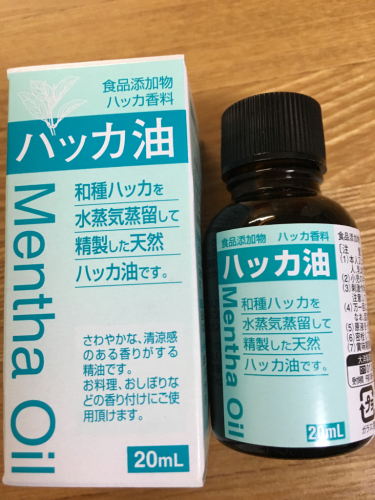 食品添加物
ハッカ香料
ハッカ油
Mentha Oil
和種ハッカを
水蒸気蒸留して
精製した天然
ハッカ油です。
さわやかな、清涼感
のある香りがする
精油です。
お料理、おしぼりな
どの香り付けにご使
用頂けます。
20mL
食品添加物 ハッカ香料
ハッカ油
Mentha Oil
和種ハッカを
水蒸気蒸留して
精製した天然
ハッカ油です。
20mL
食品添加物